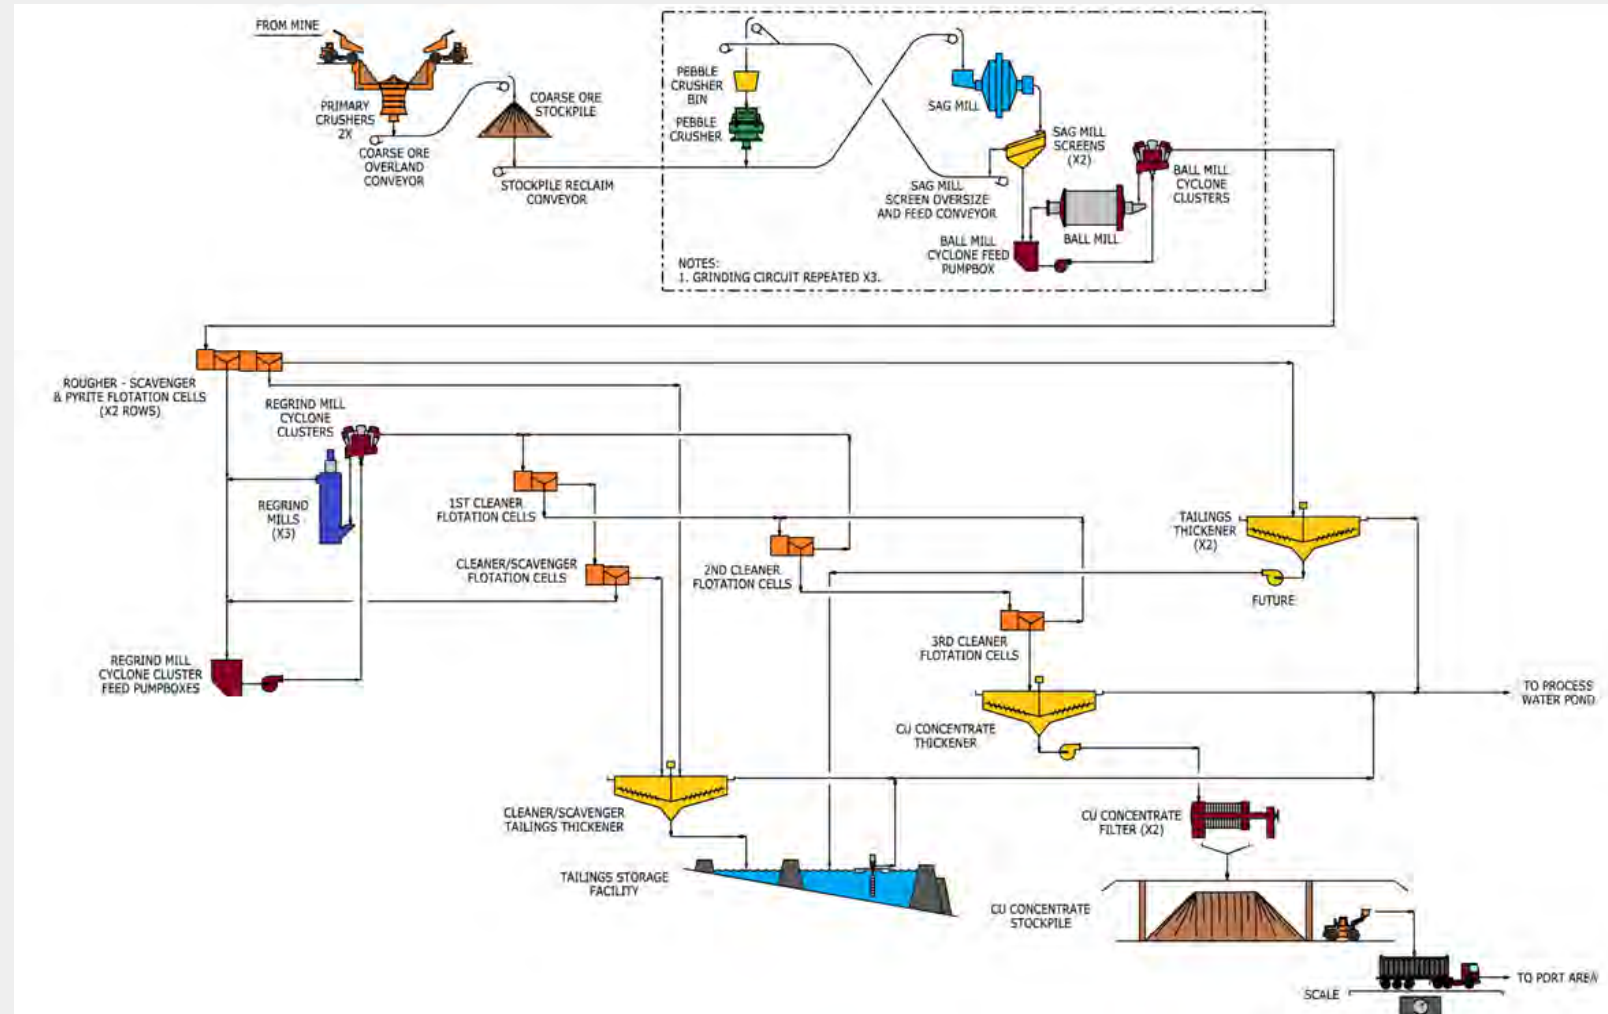 FROM MINE
PRIMARY
CRUSHERS
2X
COARSE ORE
OVERLAND
CONVEYOR
COARSE ORE
STOCKPILE
STOCKPILE RECLAIM
CONVEYOR
PEBBLE
CRUSHER
BIN
PEBBLE
CRUSHER
SAG MILL
SAG MILL
SCREENS
(X2)
SAG MILL
SCREEN OVERSIZE
AND FEED CONVEYOR
BALL MILL
CYCLONE
CLUSTERS
BALL MILL
BALL MILL
CYCLONE FEED
PUMPBOX
NOTES:
1. GRINDING CIRCUIT REPEATED X3.
ROUGHER - SCAVENGER
& PYRITE FLOTATION CELLS
(X2 ROWS)
REGRIND MILL
CYCLONE
CLUSTERS
REGRIND
MILLS
(X3)
1ST CLEANER
FLOTATION CELLS
CLEANER/SCAVENGER
FLOTATION CELLS
2ND CLEANER
FLOTATION CELLS
TAILINGS
THICKENER
(X2)
FUTURE
3RD CLEANER
FLOTATION CELLS
REGRIND MILL
CYCLONE CLUSTER
FEED PUMPBOXES
TO PROCESS
WATER POND
CU CONCENTRATE
THICKENER
CLEANER/SCAVENGER
TAILINGS THICKENER
CU CONCENTRATE
FILTER (X2)
TAILINGS STORAGE
FACILITY
CU CONCENTRATE
STOCKPILE
TO PORT AREA
SCALE